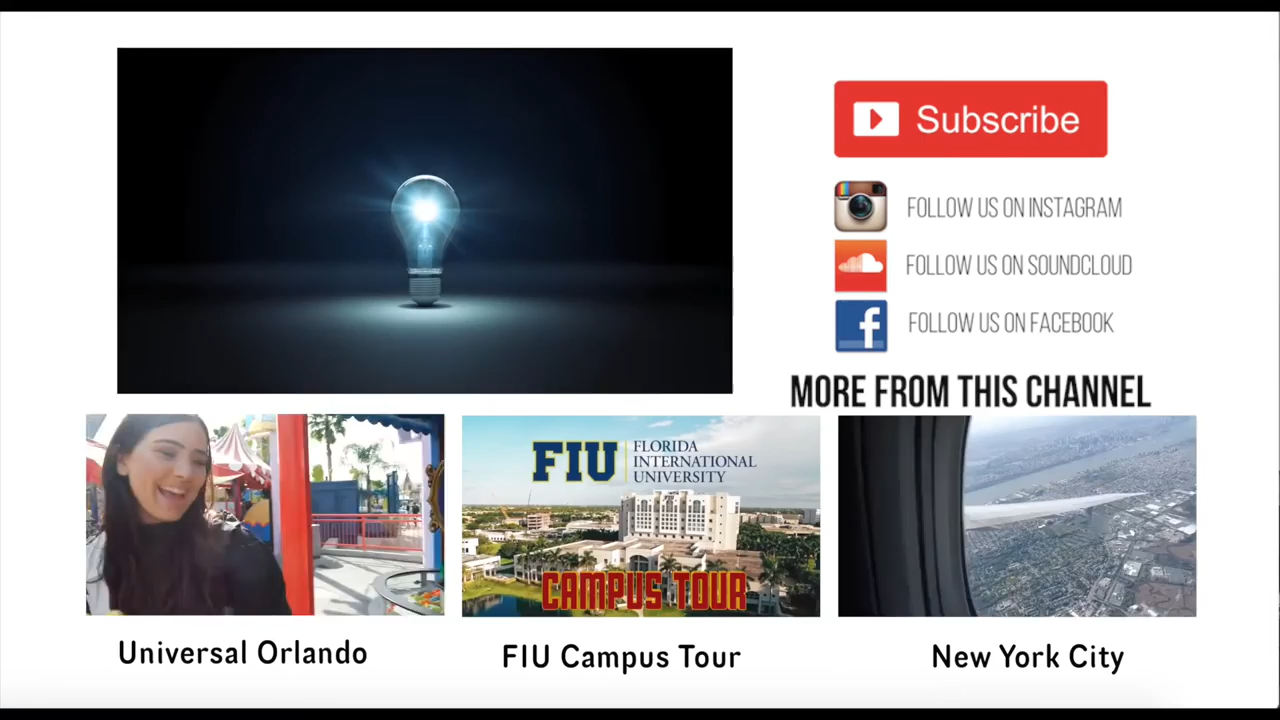 Subscribe
FOLLOW US ON INSTAGRAM
FOLLOW US ON SOUNDCLOUD
f
FOLLOW US ON FACEBOOK
MORE FROM THIS CHANNEL
FIU FLORIDA
INTERNATIONAL
UNIVERSITY
CAMPUS TOUR
Universal Orlando
FIU Campus Tour
New York City